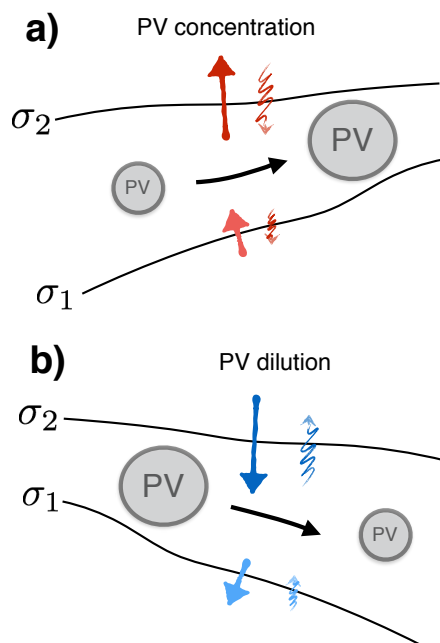 a)
PV concentration
σ₂
PV
PV
σ₁
b)
PV dilution
σ₂
PV
σ₁
PV